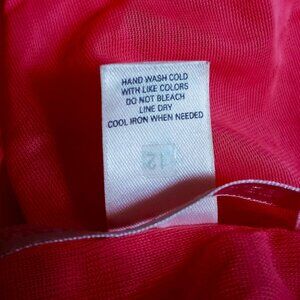 HAND WASH COLD
WITH LIKE COLORS
DO NOT BLEACH
LINE DRY
COOL IRON WHEN NEEDED
12